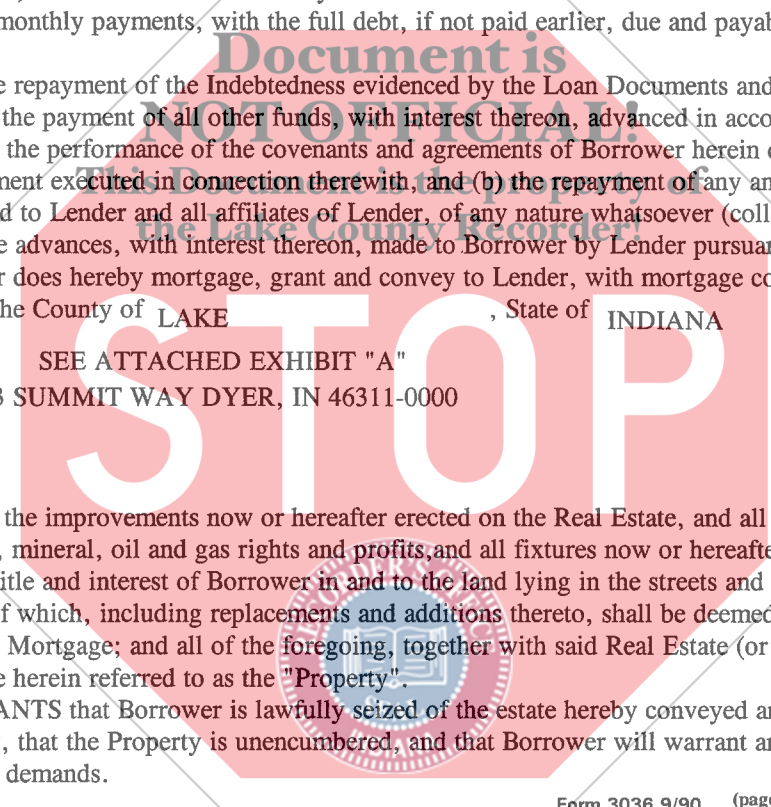 monthly payments, with the full debt, if not paid earlier, due and payab
Document is
e repayment of the Indebtedness evidenced by the Loan Documents and
NOT OFFICIAL!
the payment of all other funds, with interest thereon, advanced in acco
the performance of the covenants and agreements of Borrower herein
This Document is the property of
ment executed in connection therewith, and (b) the repayment of any an
the Lake County Recorder!
d to Lender and all affiliates of Lender, of any nature whatsoever (coll
e advances, with interest thereon, made to Borrower by Lender pursuan
r does hereby mortgage, grant and convey to Lender, with mortgage co
he County of LAKE , State of INDIANA
SEE ATTACHED EXHIBIT "A"
SUMMIT WAY DYER, IN 46311-0000
STOP
the improvements now or hereafter erected on the Real Estate, and all
, mineral, oil and gas rights and profits,and all fixtures now or hereafte
itle and interest of Borrower in and to the land lying in the streets and
f which, including replacements and additions thereto, shall be deemed
Mortgage; and all of the foregoing, together with said Real Estate (or
e herein referred to as the "Property".
ANTS that Borrower is lawfully seized of the estate hereby conveyed an
, that the Property is unencumbered, and that Borrower will warrant an
demands.
Form 3036 9/90 (page